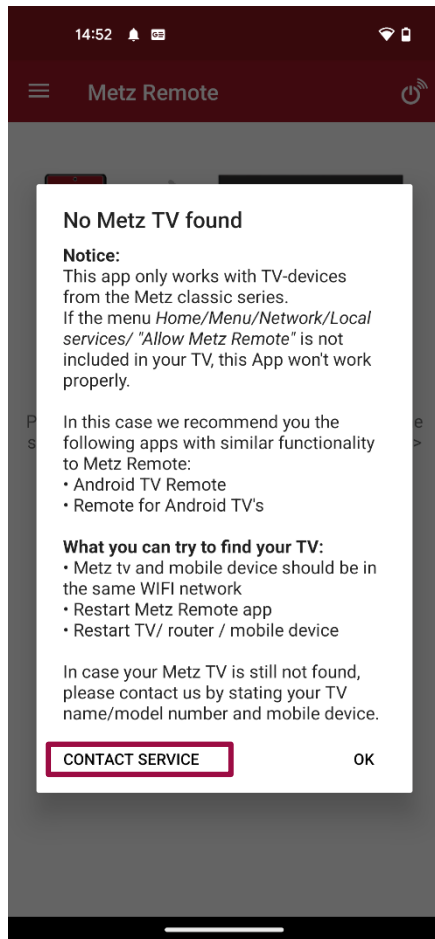 14:52
Metz Remote
No Metz TV found
Notice:
This app only works with TV-devices
from the Metz classic series.
If the menu Home/Menu/Network/Local
services/ "Allow Metz Remote" is not
included in your TV, this App won't work
properly.
In this case we recommend you the
following apps with similar functionality
to Metz Remote:
• Android TV Remote
• Remote for Android TV's
What you can try to find your TV:
• Metz tv and mobile device should be in
the same WIFI network
• Restart Metz Remote app
• Restart TV/ router / mobile device
In case your Metz TV is still not found,
please contact us by stating your TV
name/model number and mobile device.
CONTACT SERVICE OK